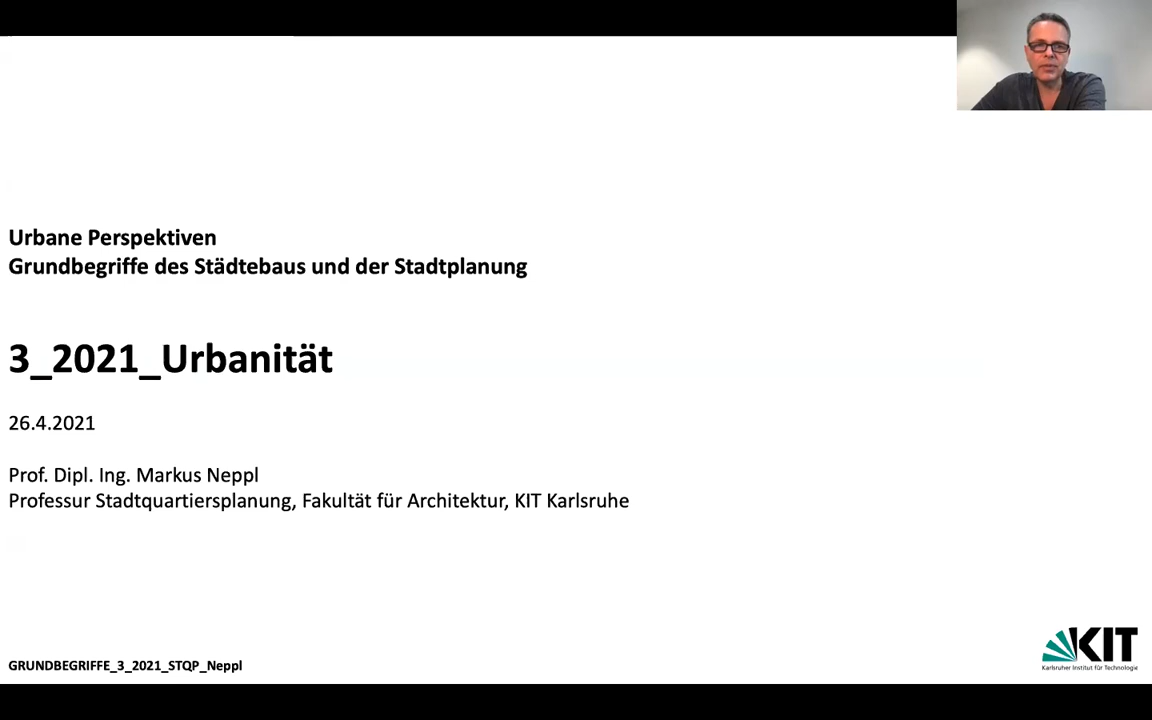 Urbane Perspektiven
Grundbegriffe des Städtebaus und der Stadtplanung
3_2021_Urbanität
26.4.2021
Prof. Dipl. Ing. Markus Neppl
Professur Stadtquartiersplanung, Fakultät für Architektur, KIT Karlsruhe
KIT
Karlsruher Institut für Technologie
GRUNDBEGRIFFE_3_2021_STQP_Neppl